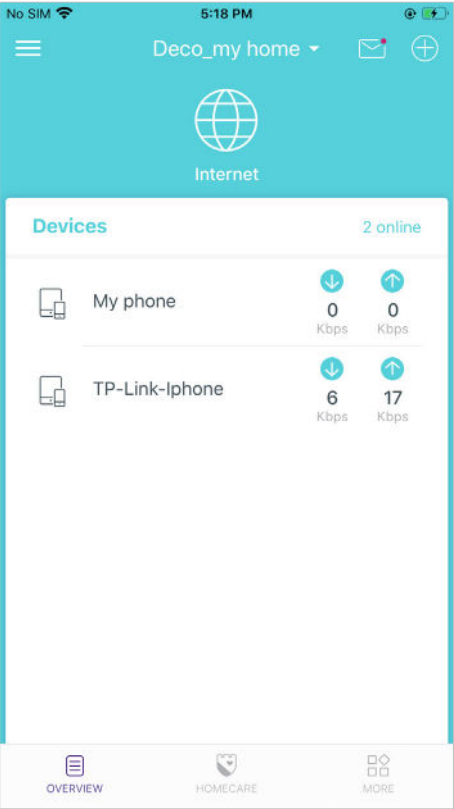 No SIM 5:18 PM
Deco_my home
Internet
Devices 2 online
My phone 0 Kbps 0 Kbps
TP-Link-Iphone 6 Kbps 17 Kbps
OVERVIEW HOMECARE MORE